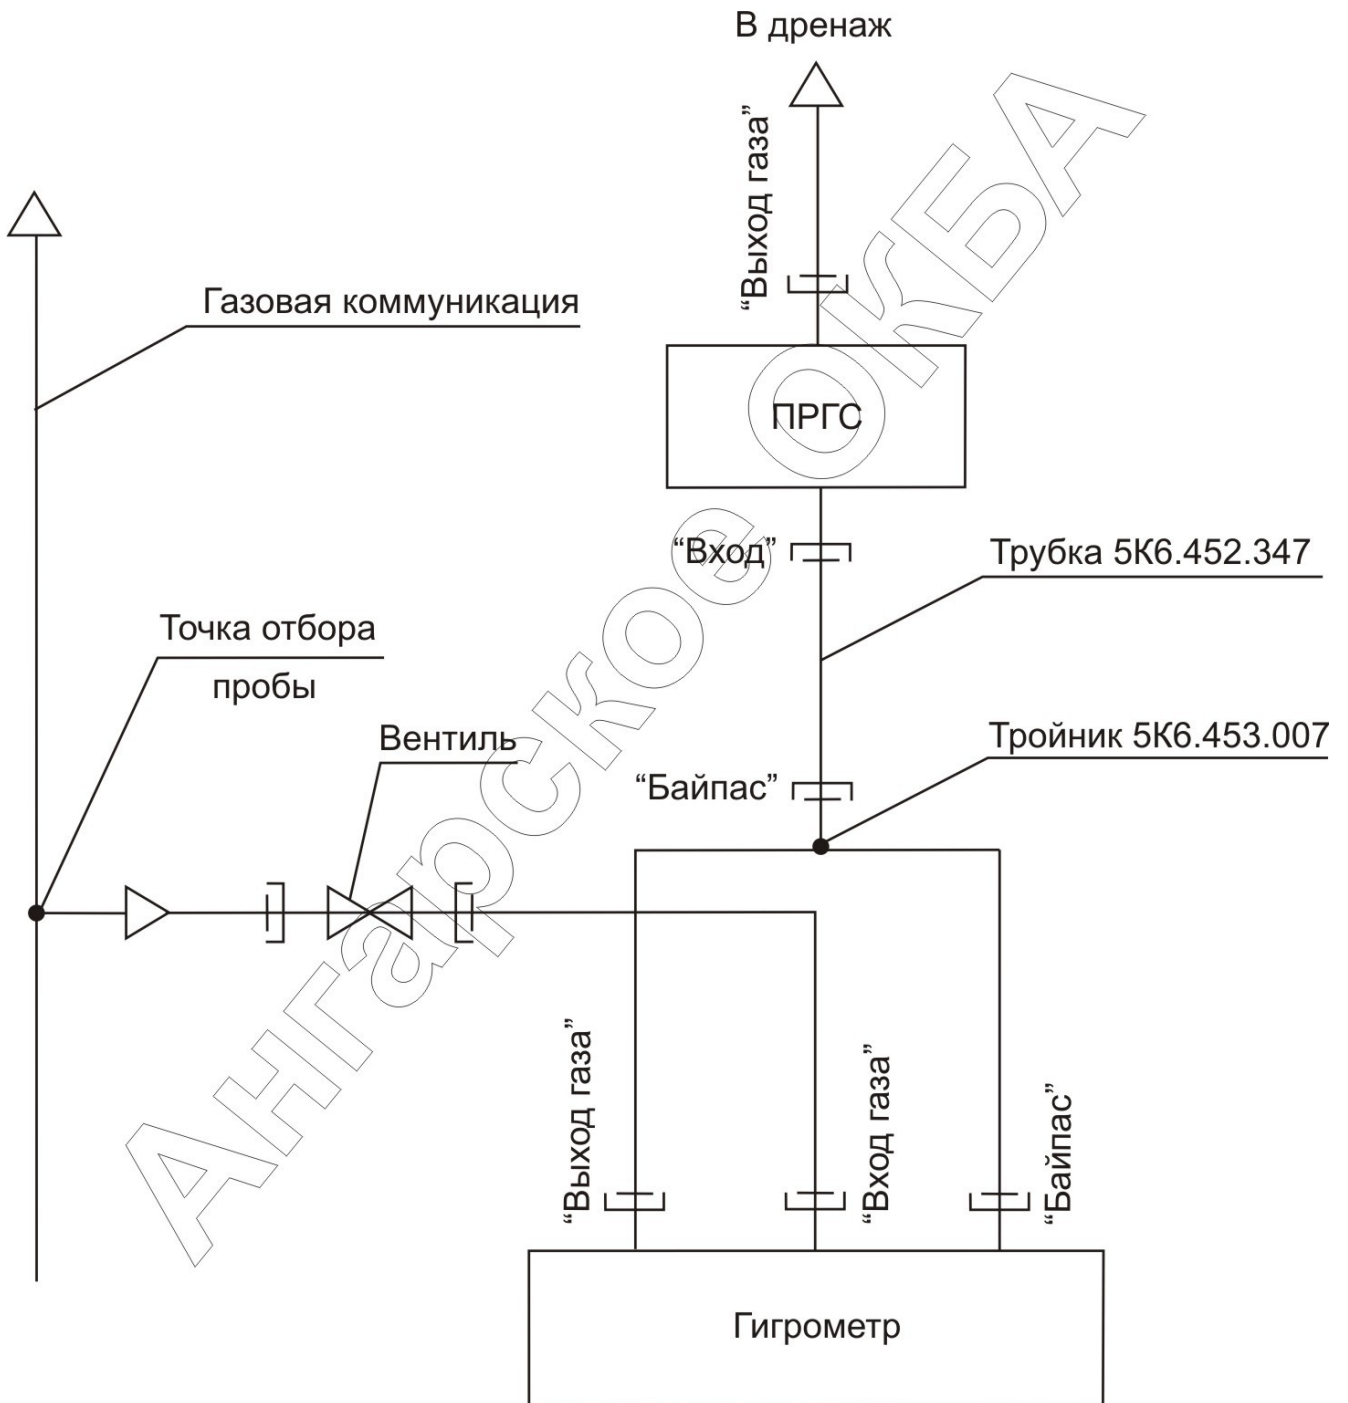 В дренаж
“Выход газа”
Газовая коммуникация
ПРГС
“Вход”
Трубка 5К6.452.347
Точка отбора
пробы
Вентиль
Тройник 5К6.453.007
“Байпас”
“Выход газа”
“Вход газа”
“Байпас”
Гигрометр
Ангарское ОКБА